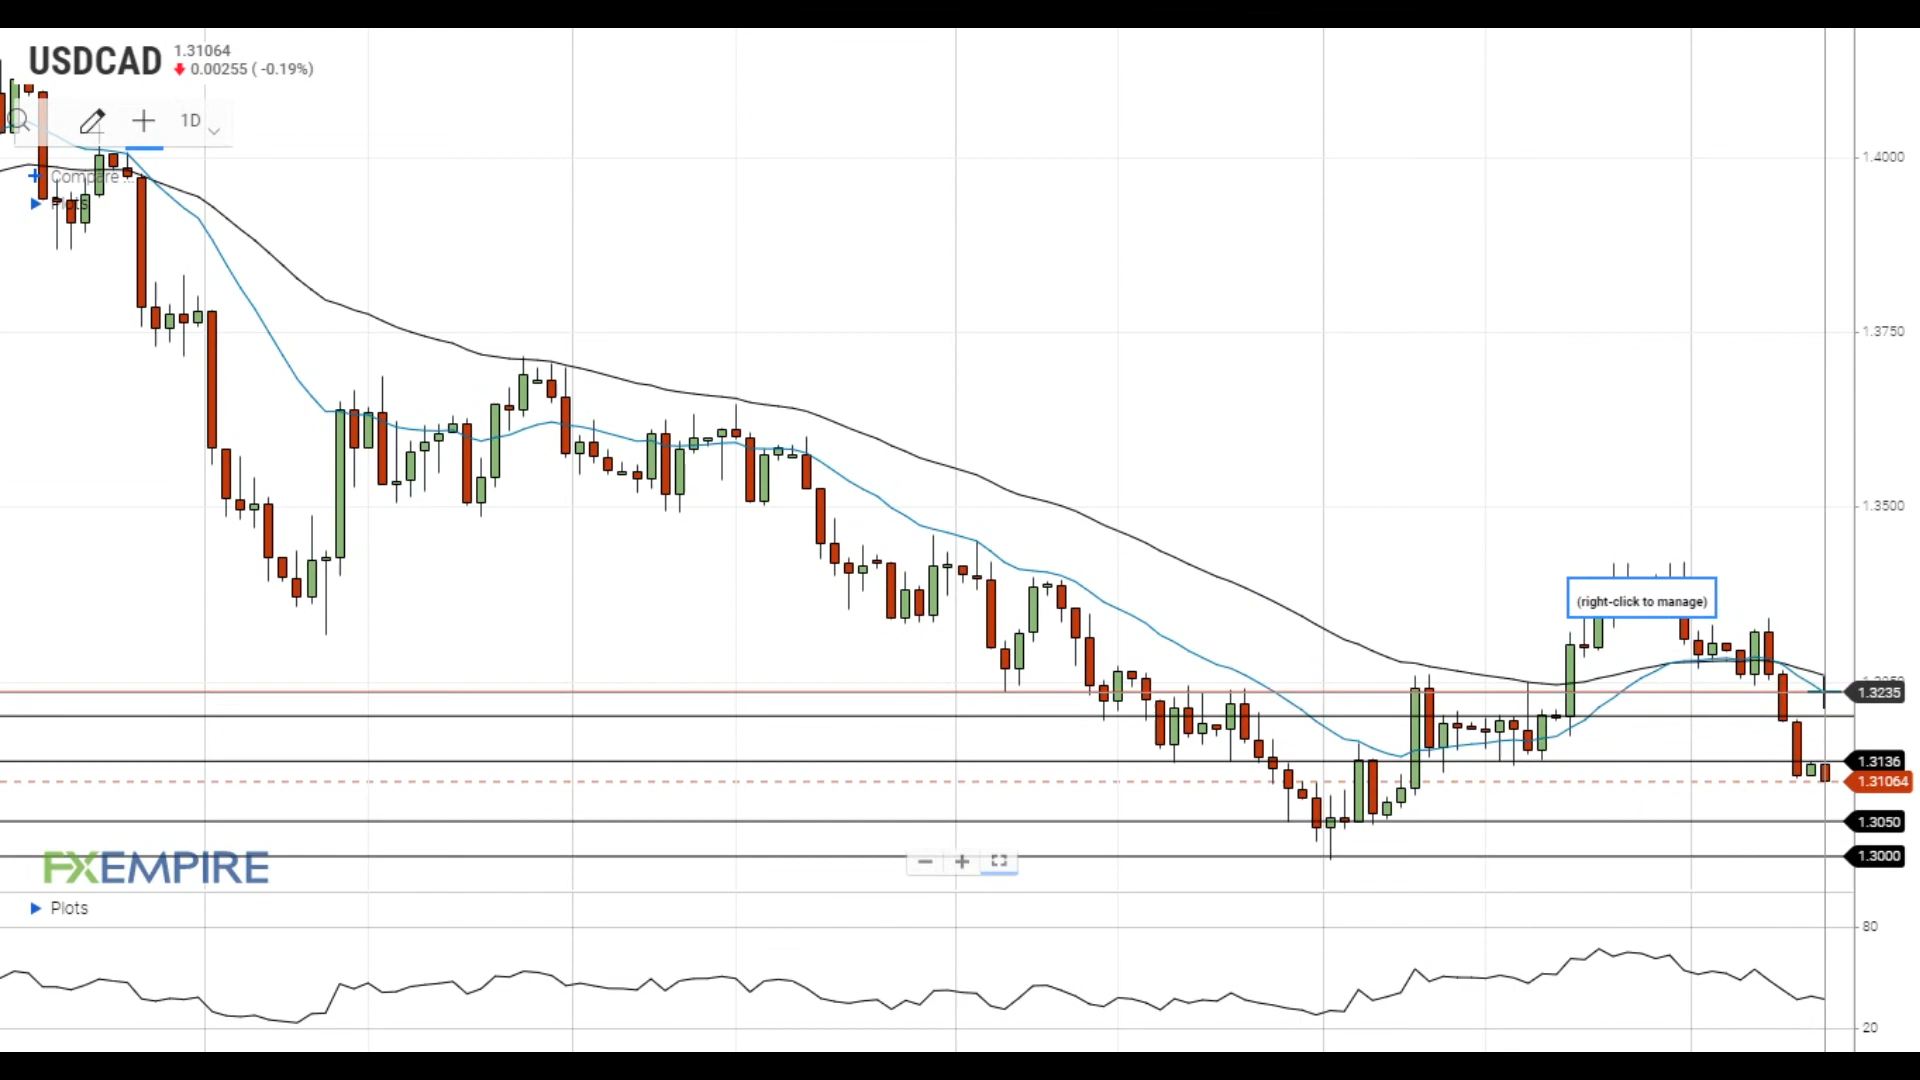 USDCAD
1.31064
0.00255 ( -0.19%)
1D
Compare ...
Plots
1.4000
1.3750
1.3500
(right-click to manage)
1.3235
1.3136
1.31064
1.3050
1.3000
FXEMPIRE
Plots
80
20